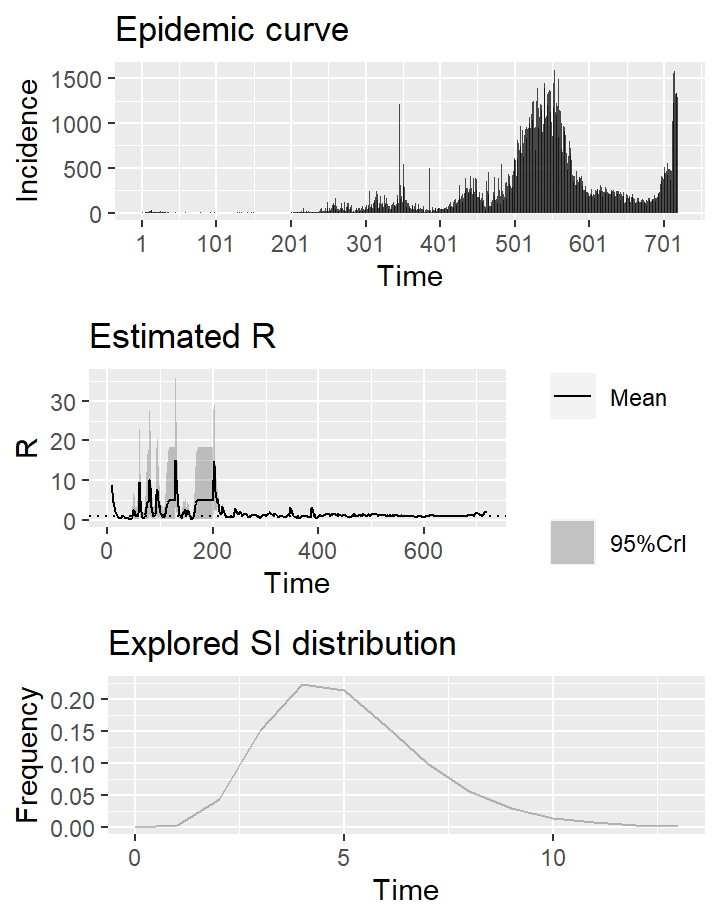 Epidemic curve
Incidence
1500
1000
500
0
1 101 201 301 401 501 601 701
Time
Estimated R
R
30
20
10
0
0 200 400 600
Time
Mean
95%CrI
Explored SI distribution
Frequency
0.20
0.15
0.10
0.05
0.00
0 5 10
Time